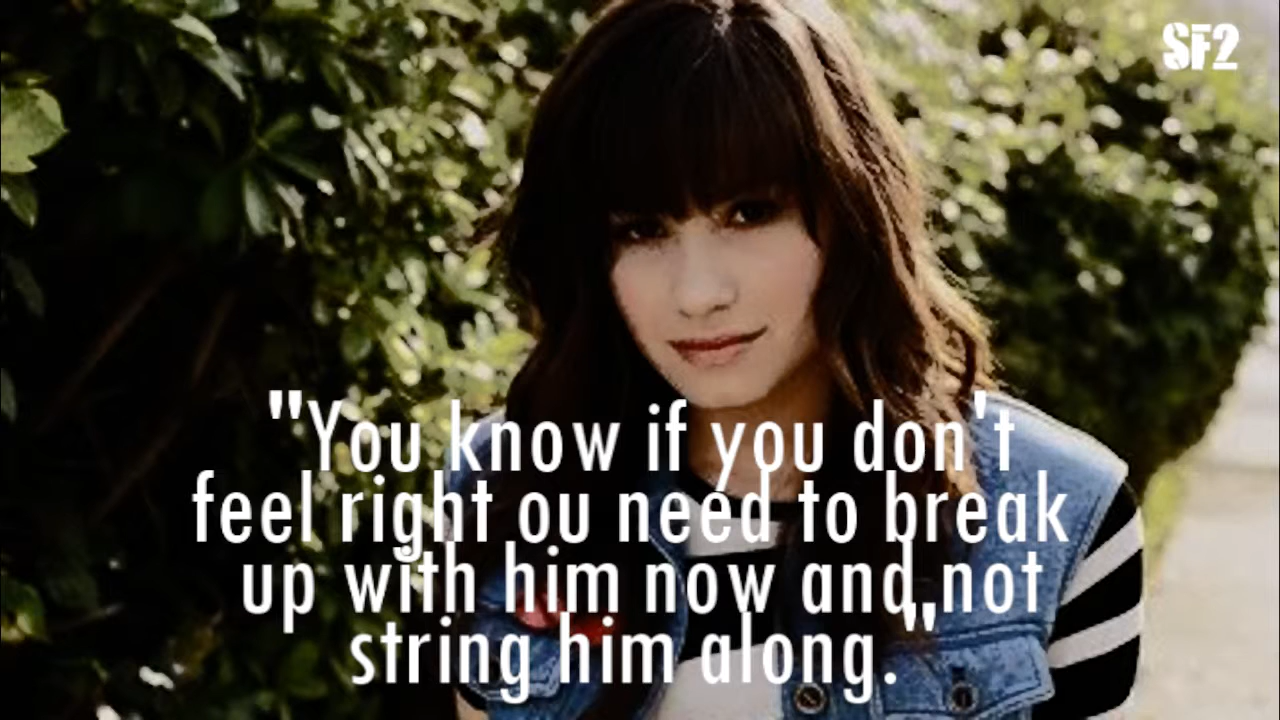 SF2
"You know if you don't
feel right ou need to break
up with him now and not
string him along."